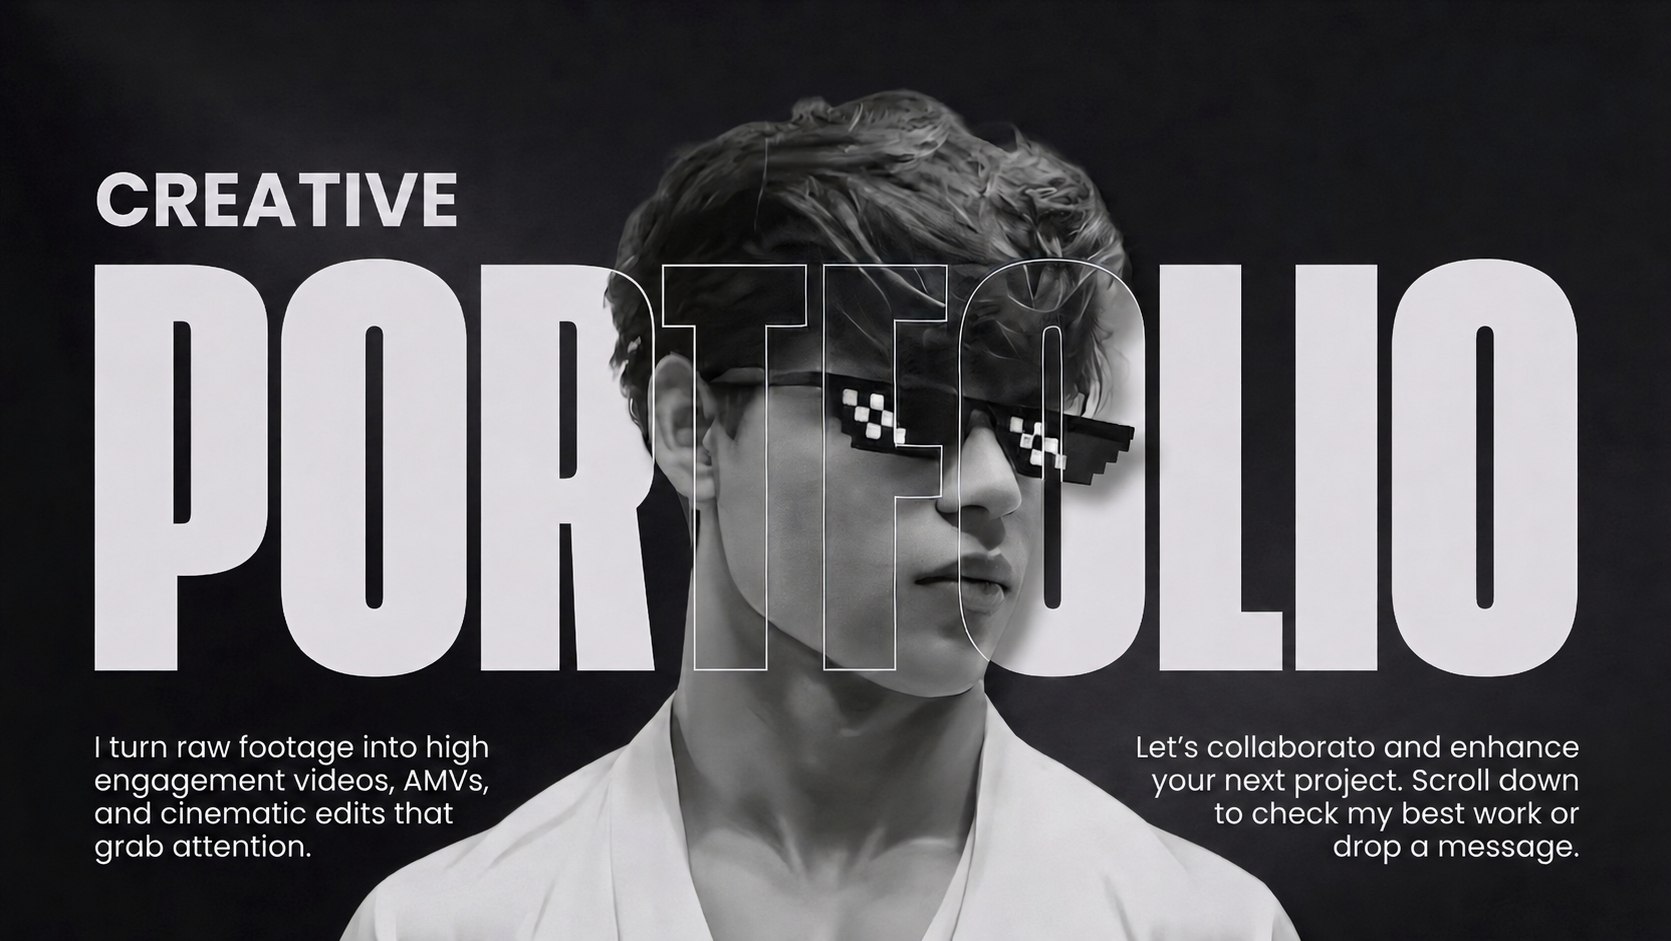 CREATIVE
PORTFOLIO
I turn raw footage into high
engagement videos, AMVs,
and cinematic edits that
grab attention.
Let’s collaborato and enhance
your next project. Scroll down
to check my best work or
drop a message.